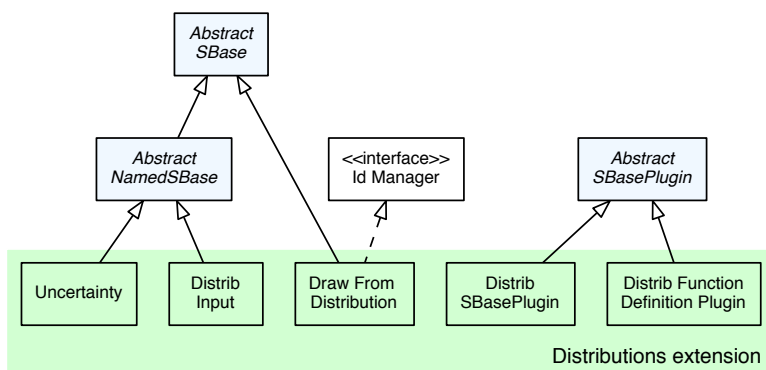 Abstract
SBase
Abstract
NamedSBase
<<interface>>
Id Manager
Abstract
SBasePlugin
Uncertainty
Distrib
Input
Draw From
Distribution
Distrib
SBasePlugin
Distrib Function
Definition Plugin
Distributions extension